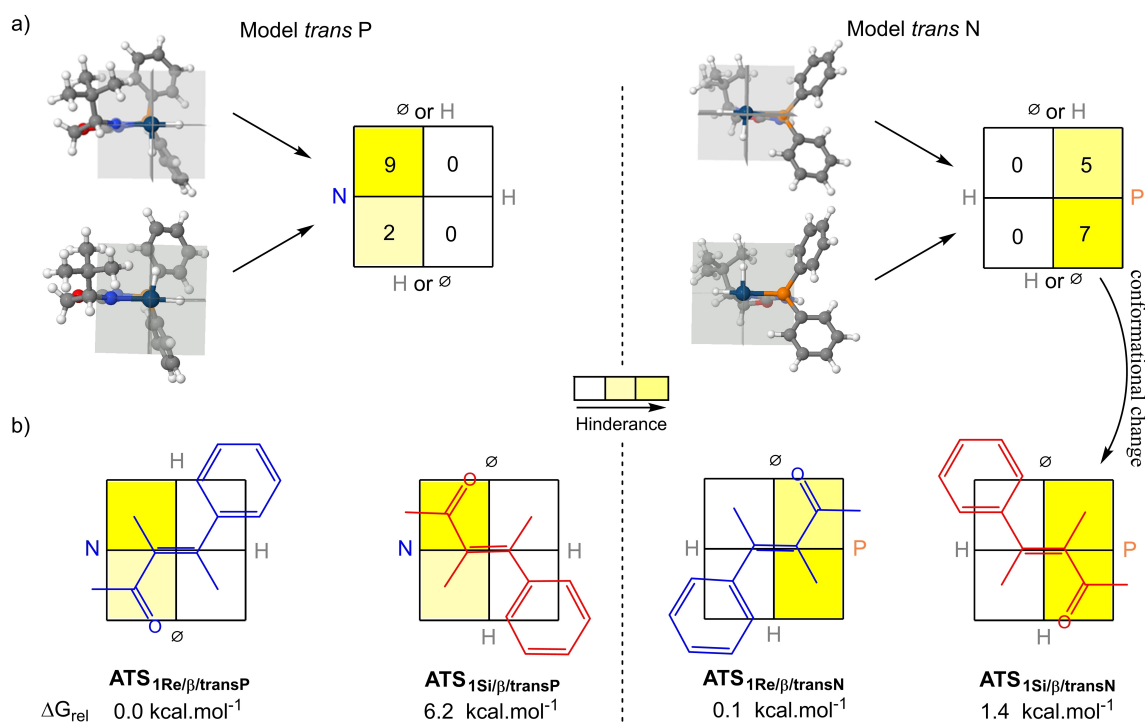 a)
Model trans P
Model trans N
∅ or H
∅ or H
9
0
0
5
N
H
H
P
2
0
0
7
H or ∅
H or ∅
conformational change
Hinderance
b)
H
∅
∅
∅
O
O
N
H
N
H
H
P
H
P
O
O
∅
H
H
H
ATS1Re/β/transP
ATS1Si/β/transP
ATS1Re/β/transN
ATS1Si/β/transN
ΔGrel
0.0 kcal.mol-1
6.2 kcal.mol-1
0.1 kcal.mol-1
1.4 kcal.mol-1